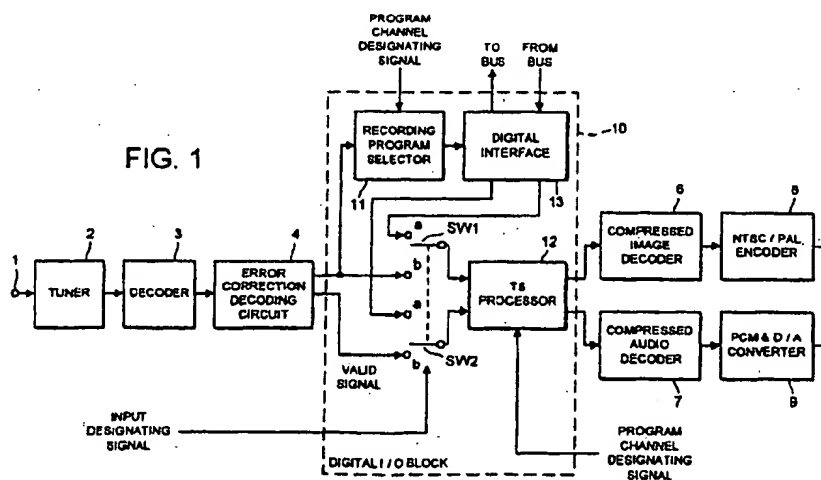 PROGRAM
CHANNEL
DESIGNATING
SIGNAL
TO
BUS
FROM
BUS
FIG. 1
RECORDING
PROGRAM
SELECTOR
11
DIGITAL
INTERFACE
13
10
1
2
TUNER
3
DECODER
4
ERROR
CORRECTION
DECODING
CIRCUIT
a
SW1
b
a
SW2
b
VALID
SIGNAL
12
TS
PROCESSOR
6
COMPRESSED
IMAGE
DECODER
8
NTSC / PAL
ENCODER
COMPRESSED
AUDIO
DECODER
7
PCM & D / A
CONVERTER
9
INPUT
DESIGNATING
SIGNAL
DIGITAL I / O BLOCK
PROGRAM
CHANNEL
DESIGNATING
SIGNAL